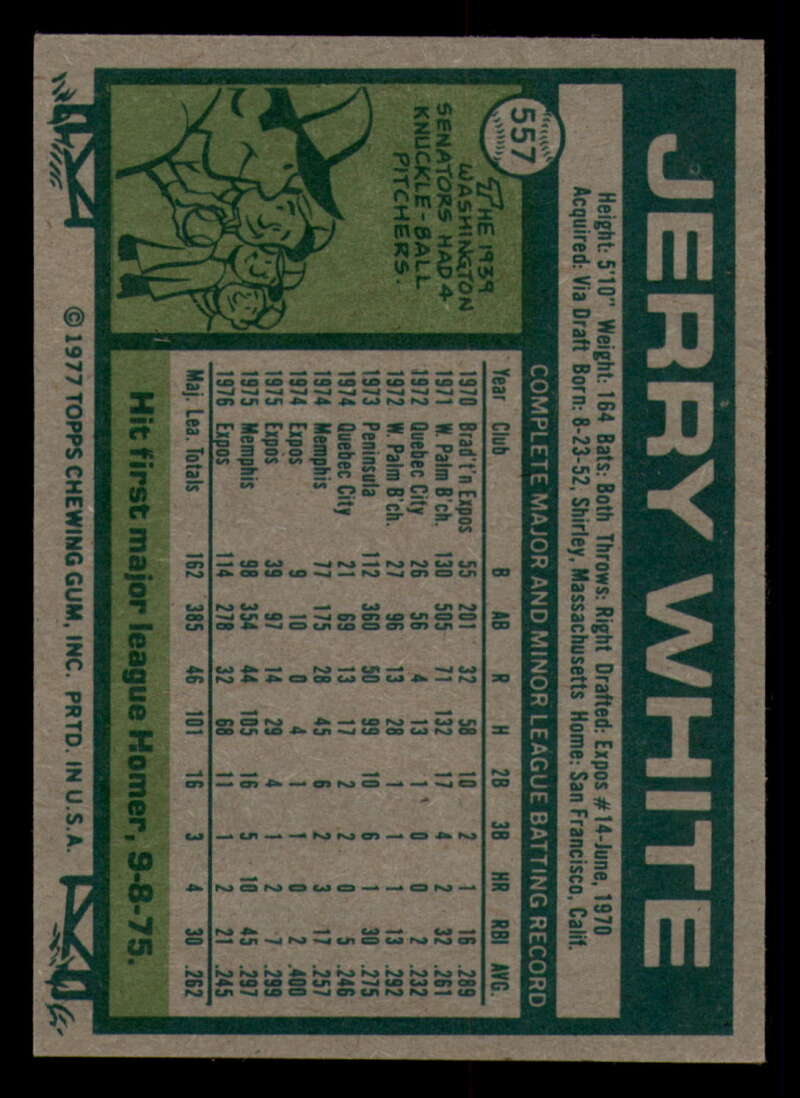 557
JERRY WHITE
Height: 5'10" Weight: 164 Bats: Both Throws: Right Drafted: Expos #14-June, 1970
Acquired: Via Draft Born: 8-23-52, Shirley, Massachusetts Home: San Francisco, Calif.
COMPLETE MAJOR AND MINOR LEAGUE BATTING RECORD
THE 1939
WASHINGTON
SENATORS HAD 4
KNUCKLE-BALL
PITCHERS.
Year Club B AB R H 2B 3B HR RBI AVG.
1970 Brad't'n Expos 55 201 32 58 10 2 1 16 .289
1971 W. Palm B'ch. 130 505 71 132 17 4 2 32 .261
1972 Quebec City 26 56 4 13 1 0 0 2 .232
1972 W. Palm B'ch. 27 96 13 28 1 1 1 13 .292
1973 Peninsula 112 360 50 99 10 6 1 30 .275
1974 Quebec City 21 69 13 17 2 2 0 5 .246
1974 Memphis 77 175 28 45 6 2 3 17 .257
1974 Expos 9 10 0 4 1 1 0 2 .400
1975 Expos 39 97 14 29 4 1 2 7 .299
1975 Memphis 98 354 44 105 16 5 10 45 .297
1976 Expos 114 278 32 68 11 1 2 21 .245
Maj. Lea. Totals 162 385 46 101 16 3 4 30 .262
Hit first major league Homer, 9-8-75.
© 1977 TOPPS CHEWING GUM, INC. PRTD. IN U.S.A.